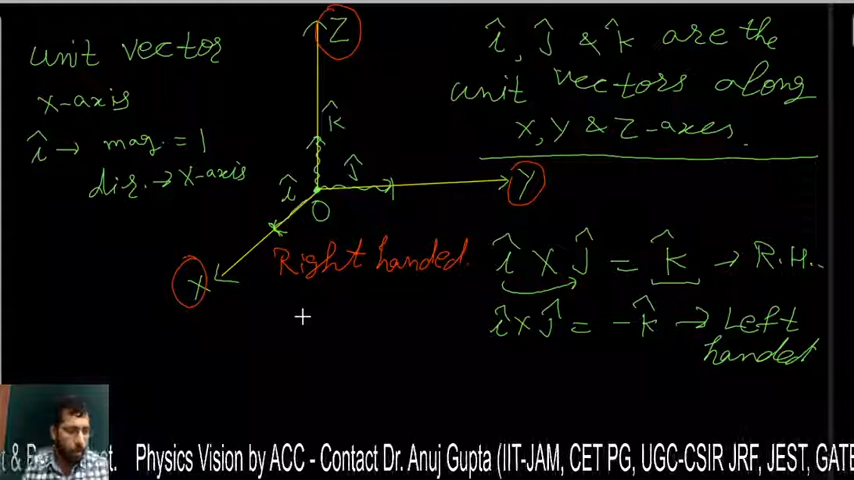 unit vector
x-axis
î → mag. = 1
dir. → x-axis
Z
k̂
ĵ
î
O
Y
X
Right handed.
î, ĵ & k̂ are the
unit vectors along
X, Y & Z-axes.
î X ĵ = k̂ → R.H..
î x ĵ = -k̂ → Left
handed
Physics Vision by ACC - Contact Dr. Anuj Gupta (IIT-JAM, CET PG, UGC-CSIR JRF, JEST, GATE